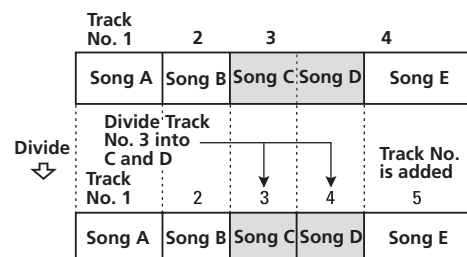 Track
No. 1 2 3 4
Song A Song B Song C Song D Song E
Divide Track
No. 3 into
C and D
Divide
Track No.
is added
Track
No. 1 2 3 4 5
Song A Song B Song C Song D Song E